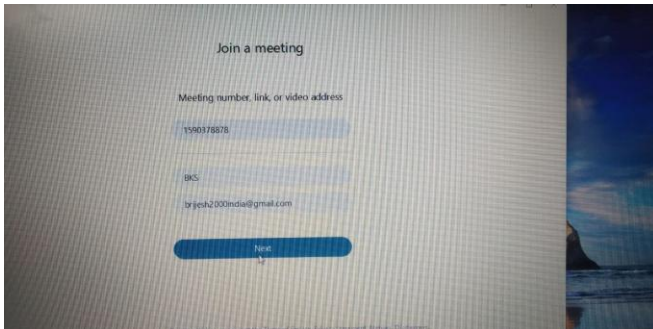 Join a meeting
Meeting number, link, or video address
1590378878
BKS
brijesh2000india@gmail.com
Next